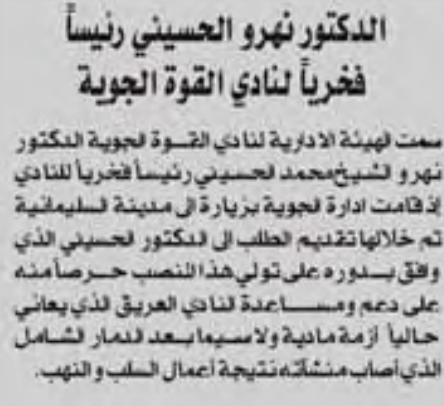 الدكتور نهرو الحسيني رئيساً
فخرياً لنادي القوة الجوية
سمت الهيئة الادارية لنادي القوة الجوية الدكتور
نهرو الشيخ محمد الحسيني رئيساً فخرياً للنادي
إذ قامت ادارة الجوية بزيارة الى مدينة السليمانية
تم خلالها تقديم الطلب الى الدكتور الحسيني الذي
وافق بدوره على تولي هذا المنصب حرصاً منه
على دعم ومساعدة النادي العريق الذي يعاني
حالياً أزمة مادية ولاسيما بعد الدمار الشامل
الذي أصاب منشآته نتيجة أعمال السلب و النهب.